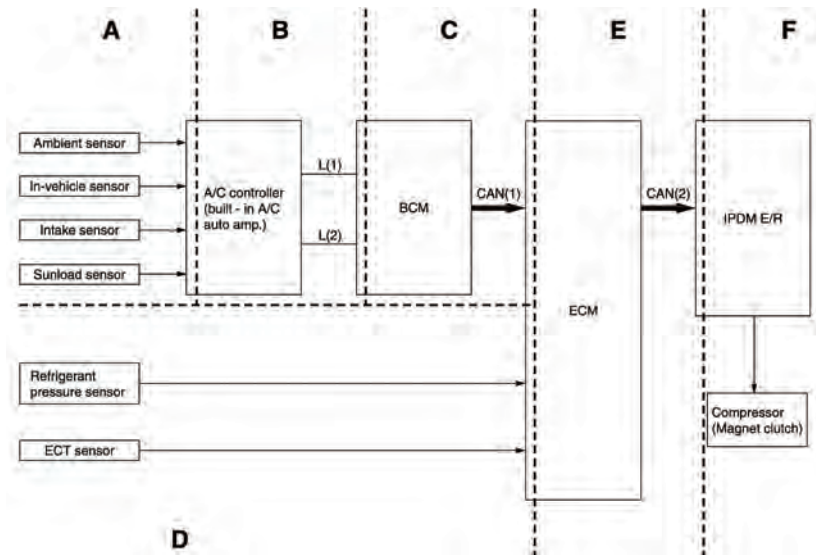 A B C E F
Ambient sensor
In-vehicle sensor
Intake sensor
Sunload sensor
A/C controller
(built - in A/C
auto amp.)
L(1)
L(2)
BCM
CAN(1)
ECM
CAN(2)
IPDM E/R
Refrigerant
pressure sensor
ECT sensor
Compressor
(Magnet clutch)
D